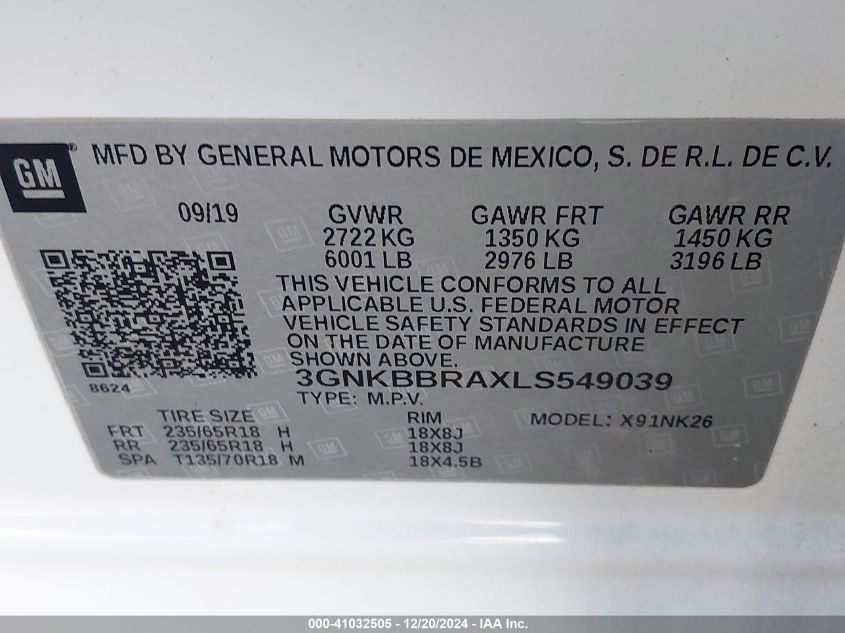 GM
MFD BY GENERAL MOTORS DE MEXICO, S. DE R.L. DE C.V.
09/19 GVWR GAWR FRT GAWR RR
2722 KG 1350 KG 1450 KG
6001 LB 2976 LB 3196 LB
THIS VEHICLE CONFORMS TO ALL
APPLICABLE U.S. FEDERAL MOTOR
VEHICLE SAFETY STANDARDS IN EFFECT
ON THE DATE OF MANUFACTURE
SHOWN ABOVE.
8624
3GNKBBRAXLS549039
TYPE: M.P.V.
TIRE SIZE RIM MODEL: X91NK26
FRT 235/65R18 H 18X8J
RR 235/65R18 H 18X8J
SPA T135/70R18 M 18X4.5B
000-41032505 - 12/20/2024 - IAA Inc.